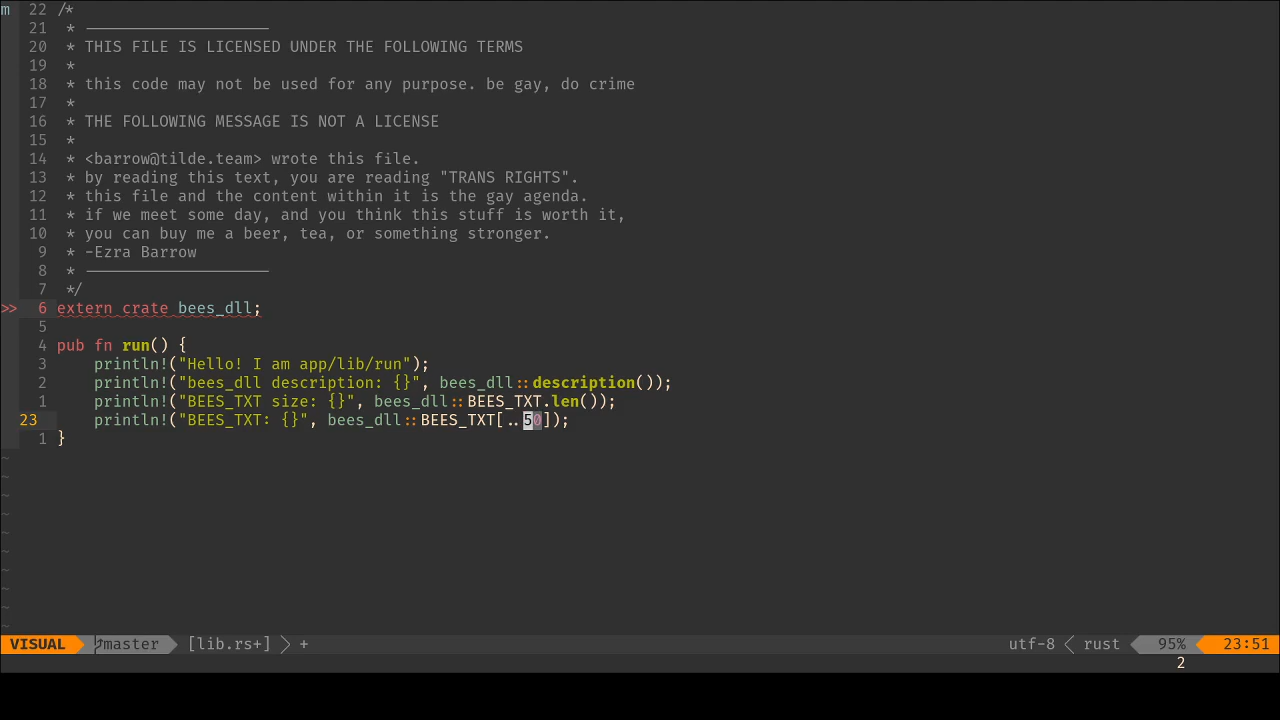 m 22 /*
21 * ————————————————————
20 * THIS FILE IS LICENSED UNDER THE FOLLOWING TERMS
19 *
18 * this code may not be used for any purpose. be gay, do crime
17 *
16 * THE FOLLOWING MESSAGE IS NOT A LICENSE
15 *
14 * <barrow@tilde.team> wrote this file.
13 * by reading this text, you are reading "TRANS RIGHTS".
12 * this file and the content within it is the gay agenda.
11 * if we meet some day, and you think this stuff is worth it,
10 * you can buy me a beer, tea, or something stronger.
9 * -Ezra Barrow
8 * ————————————————————
7 */
>> 6 extern crate bees_dll;
5
4 pub fn run() {
3 println!("Hello! I am app/lib/run");
2 println!("bees_dll description: {}", bees_dll::description());
1 println!("BEES_TXT size: {}", bees_dll::BEES_TXT.len());
23 println!("BEES_TXT: {}", bees_dll::BEES_TXT[..50]);
1 }
~
~
~
~
~
~
~
~
~
~
VISUAL master [lib.rs+] + utf-8 rust 95% 23:51
2